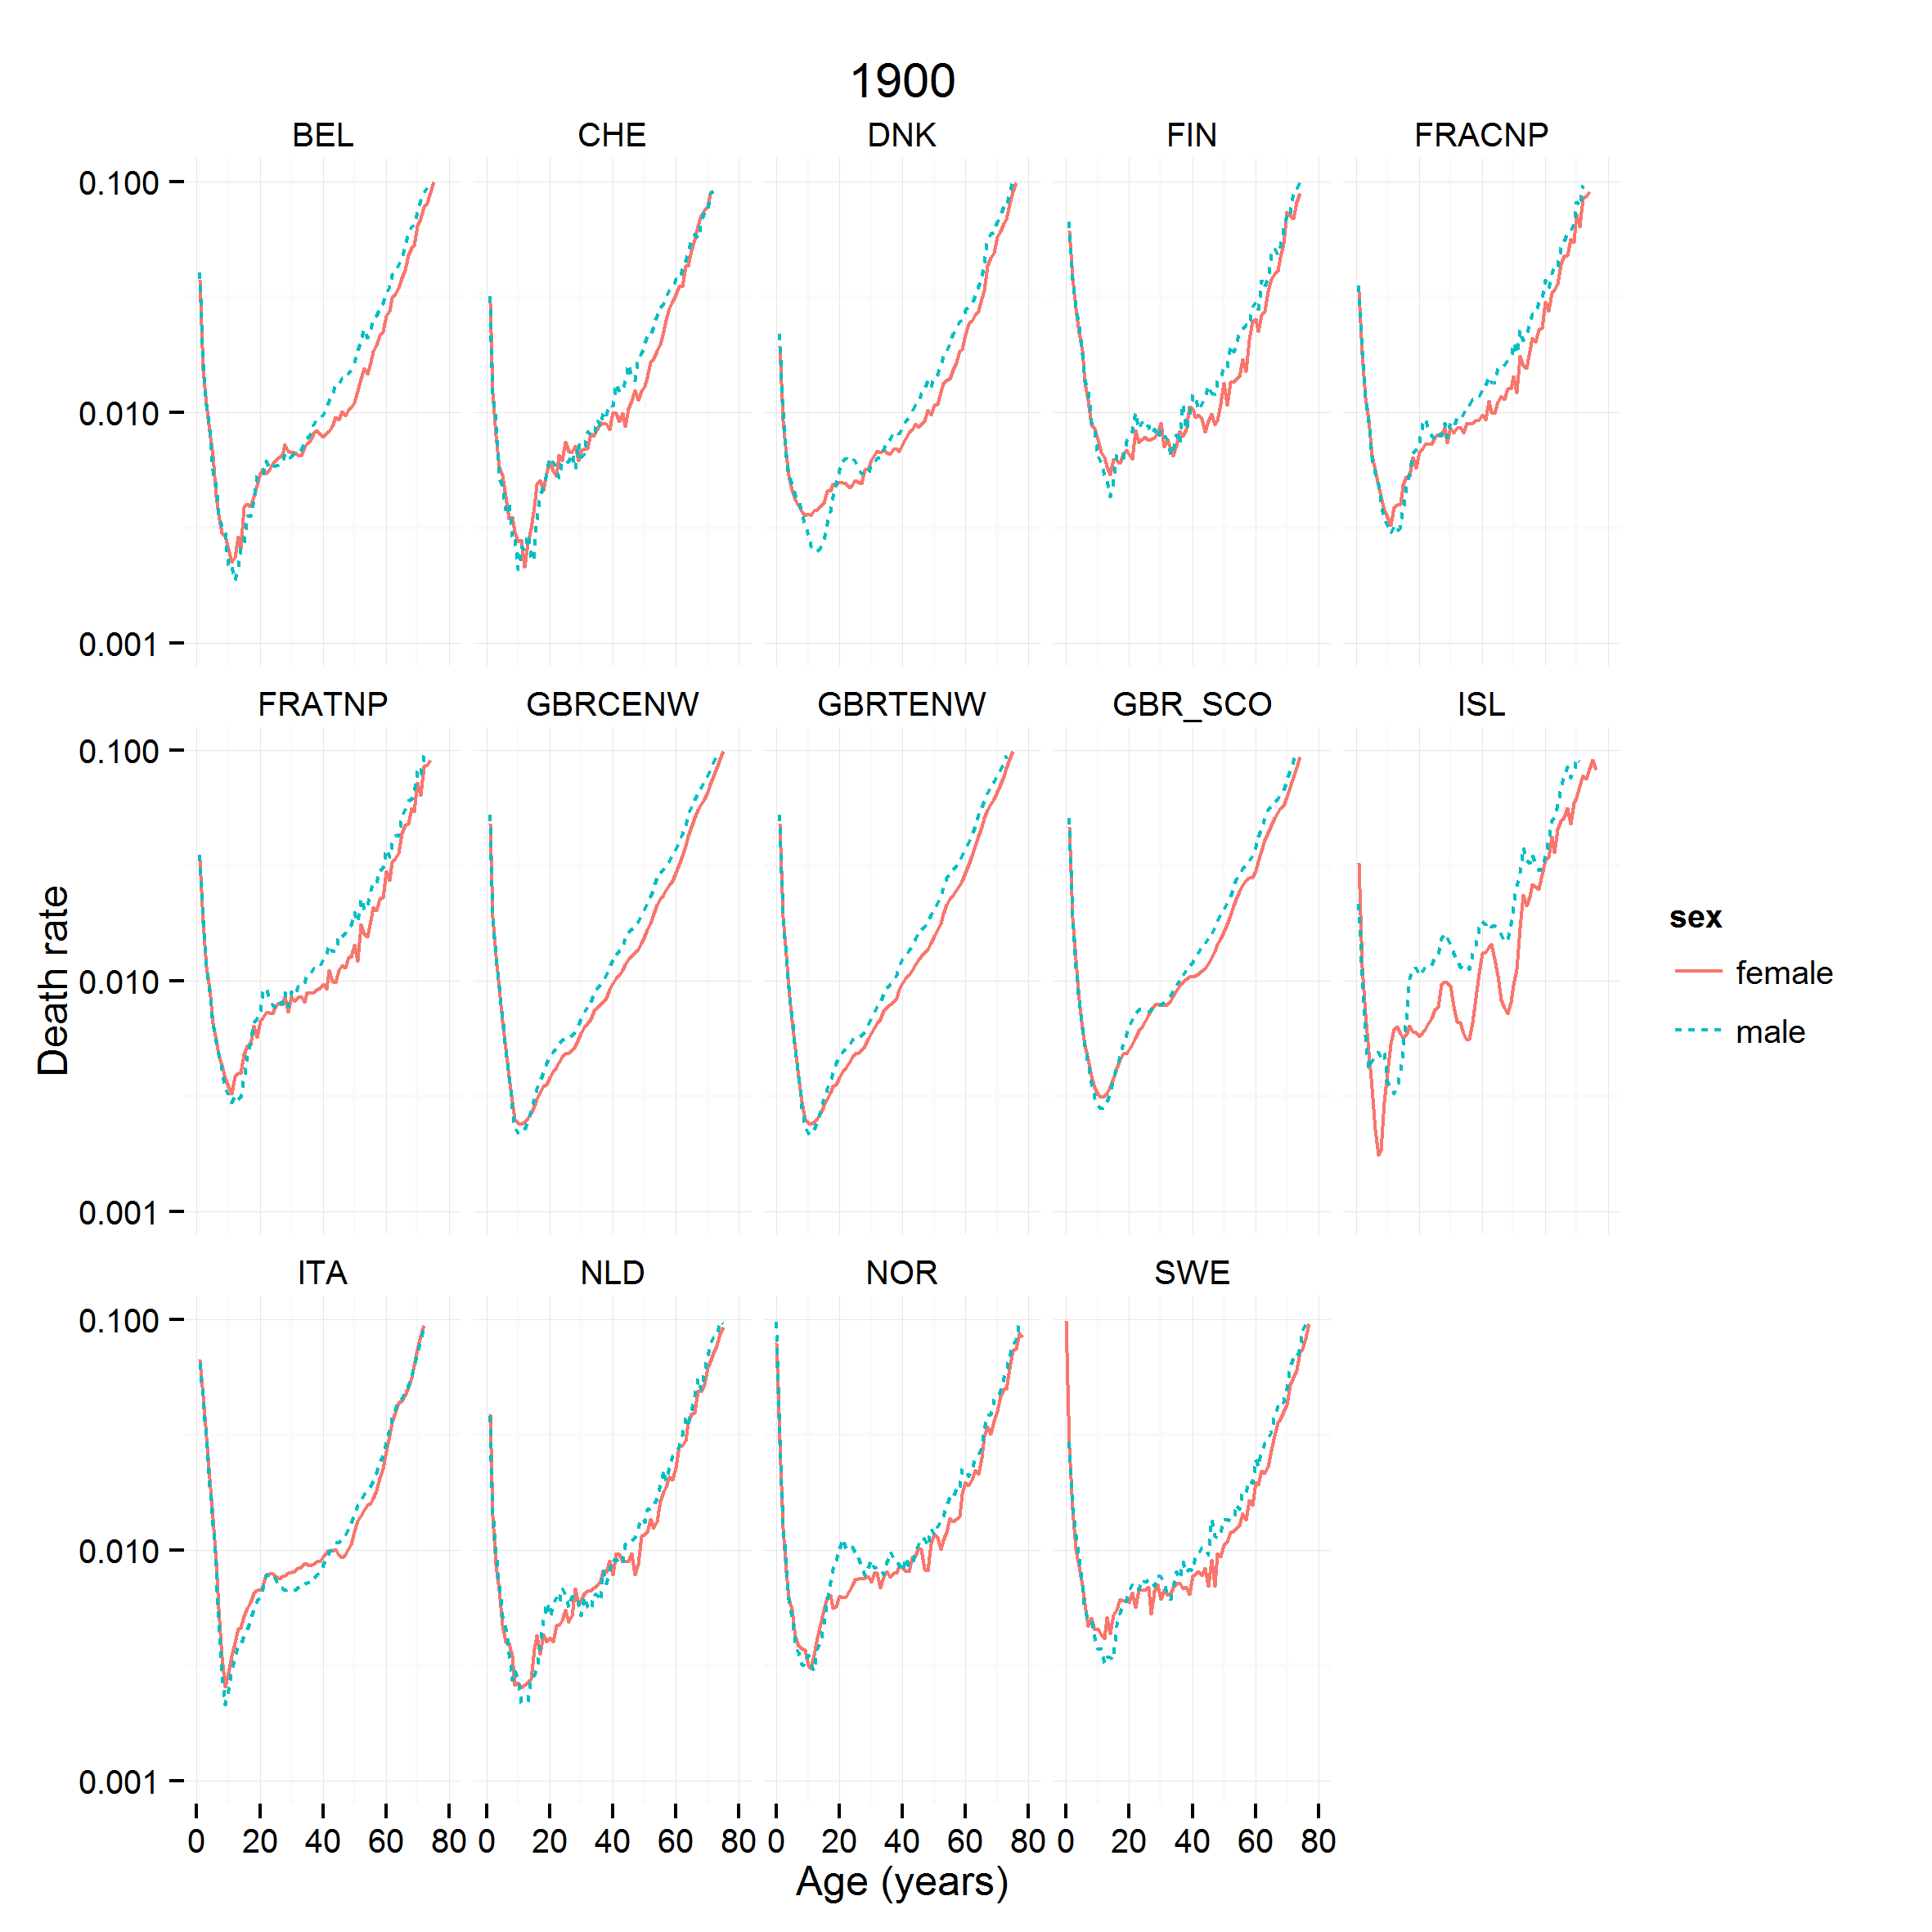 1900
BEL CHE DNK FIN FRACNP
0.100
0.010
0.001
FRATNP GBRCENW GBRTENW GBR_SCO ISL
0.100
0.010
0.001
ITA NLD NOR SWE
0.100
0.010
0.001
0 20 40 60 80 0 20 40 60 80 0 20 40 60 80 0 20 40 60 80
Age (years)
Death rate
sex
female
male